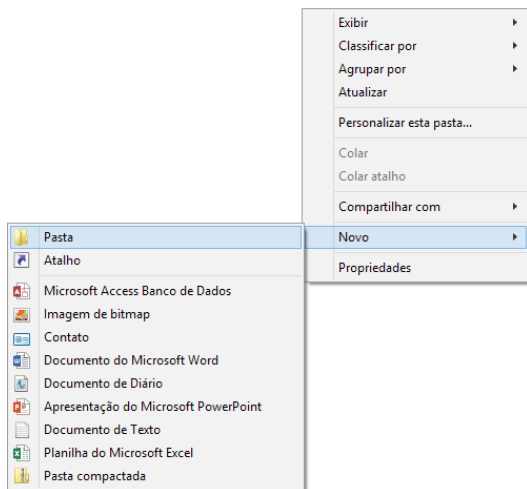 Exibir
Classificar por
Agrupar por
Atualizar
Personalizar esta pasta...
Colar
Colar atalho
Compartilhar com
Novo
Propriedades
Pasta
Atalho
Microsoft Access Banco de Dados
Imagem de bitmap
Contato
Documento do Microsoft Word
Documento de Diário
Apresentação do Microsoft PowerPoint
Documento de Texto
Planilha do Microsoft Excel
Pasta compactada